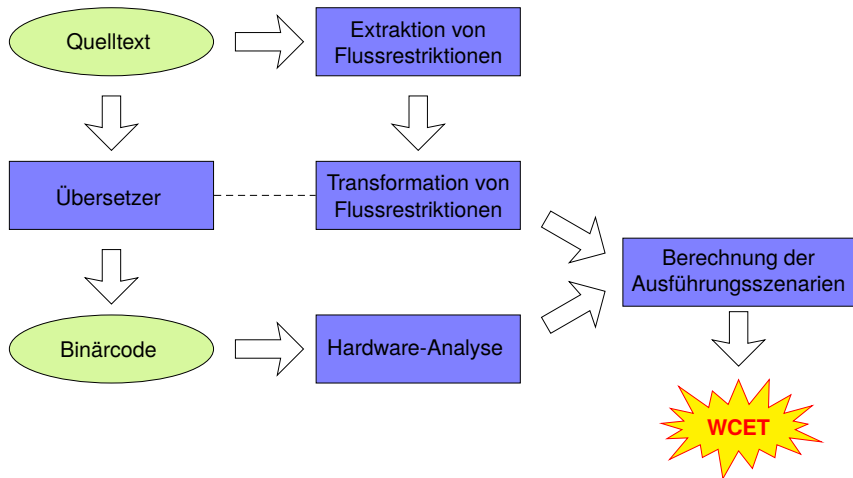 Quelltext
Extraktion von
Flussrestriktionen
Übersetzer
Transformation von
Flussrestriktionen
Berechnung der
Ausführungsszenarien
Binärcode
Hardware-Analyse
WCET